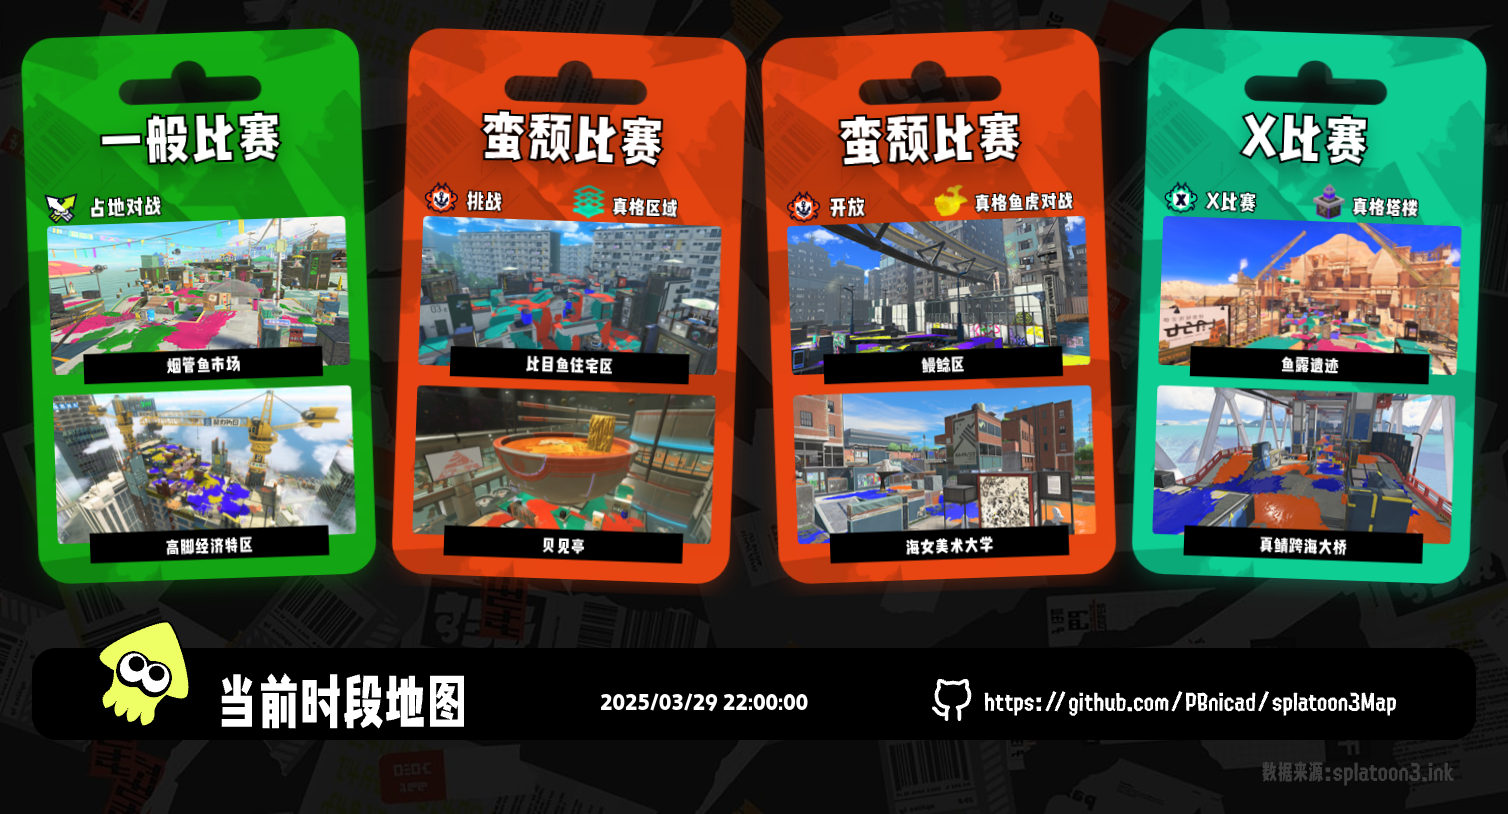 一般比赛
占地对战
烟管鱼市场
高脚经济特区
蛮颓比赛
挑战
真格区域
比目鱼住宅区
贝见亭
蛮颓比赛
开放
真格鱼虎对战
鳗鲶区
海女美术大学
X比赛
X比赛
真格塔楼
鱼露遗迹
真鲭跨海大桥
当前时段地图
2025/03/29 22:00:00
https://github.com/PBnicad/splatoon3Map
数据来源:splatoon3.ink